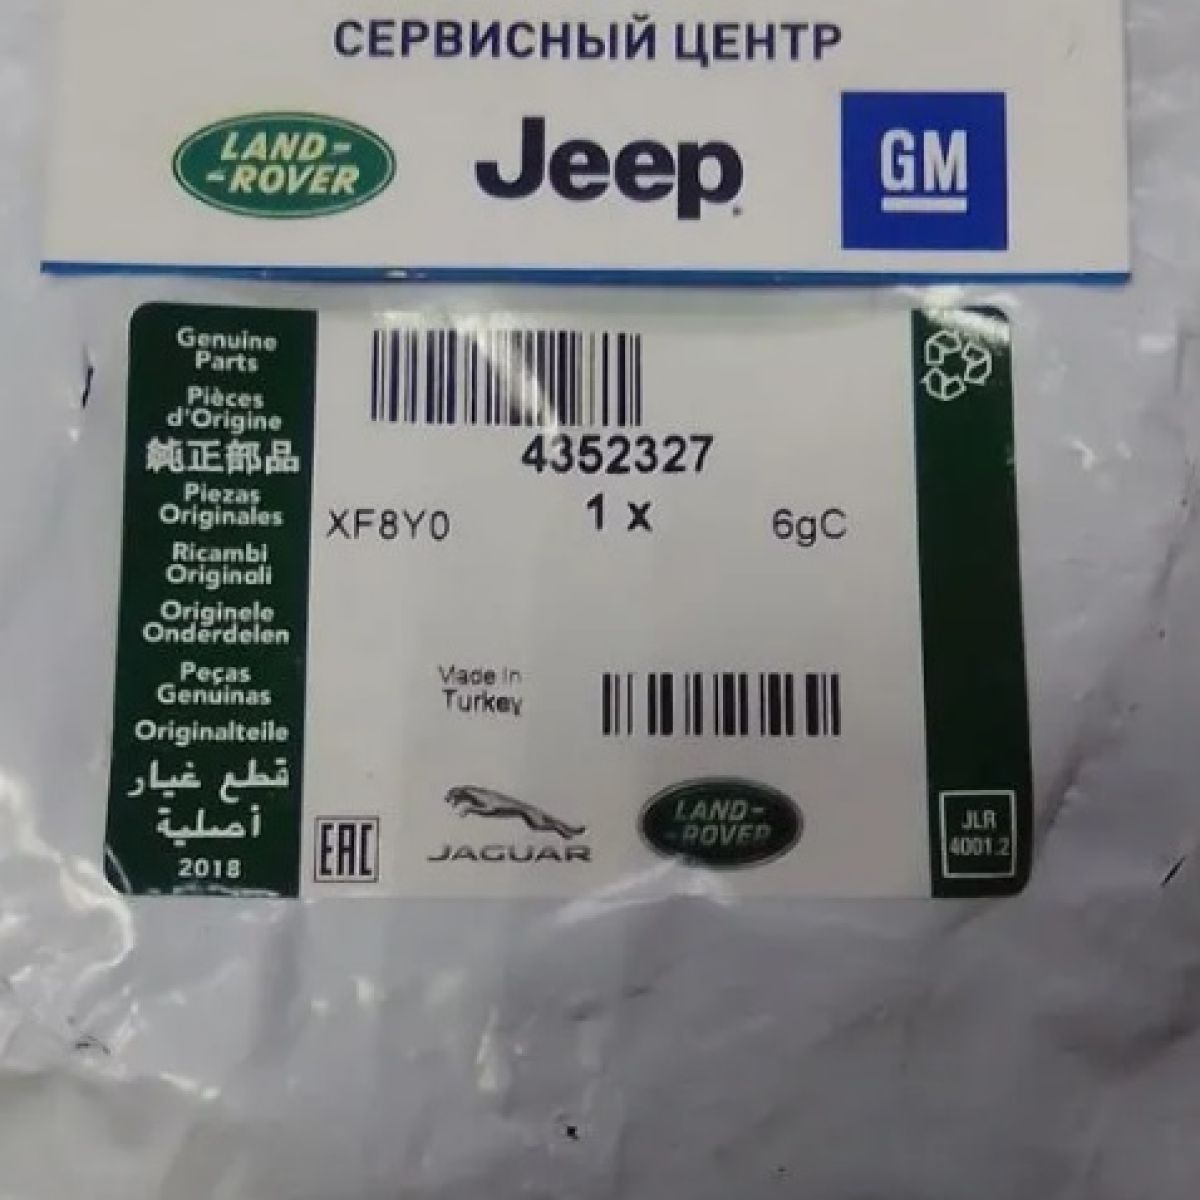 СЕРВИСНЫЙ ЦЕНТР
LAND-
-ROVER
Jeep
GM
Genuine
Parts
Pièces
d'Origine
純正部品
Piezas
Originales
Ricambi
Originali
Originele
Onderdelen
Peças
Genuinas
Originalteile
قطع غيار
أصلية
2018
4352327
XF8Y0 1 x 6gC
Made In
Turkey
EAC
JAGUAR
LAND-
-ROVER
JLR
4001.2